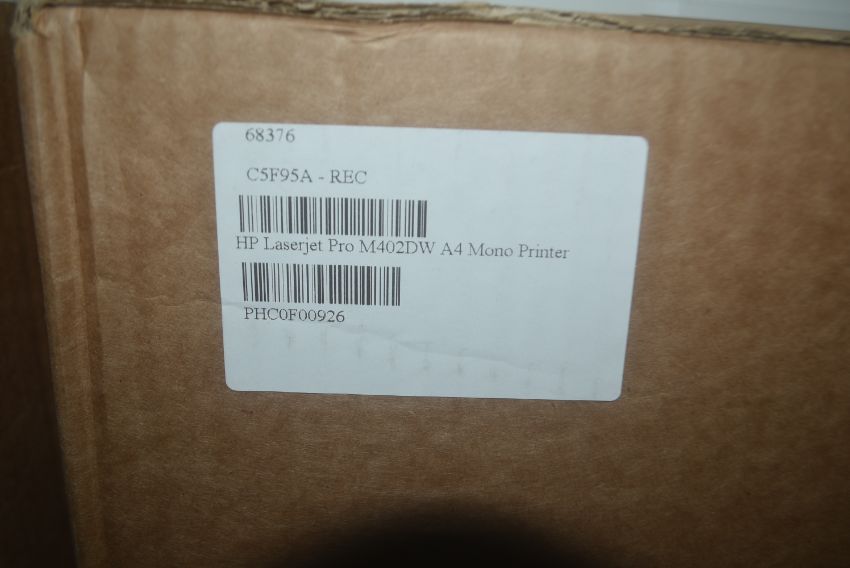 68376
C5F95A - REC
HP Laserjet Pro M402DW A4 Mono Printer
PHC0F00926